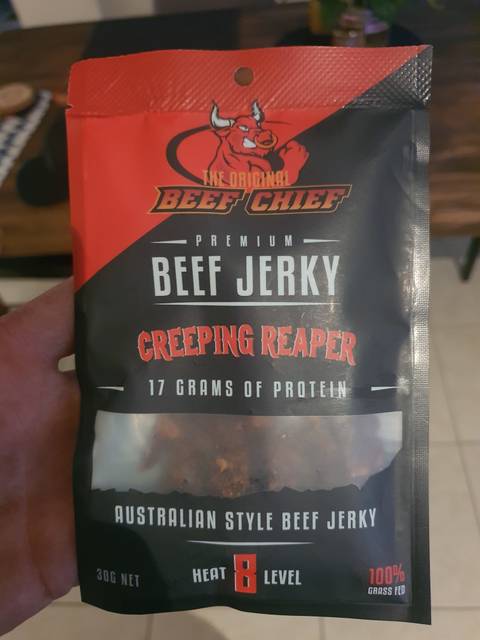 THE ORIGINAL
BEEF CHIEF
PREMIUM
BEEF JERKY
CREEPING REAPER
17 GRAMS OF PROTEIN
AUSTRALIAN STYLE BEEF JERKY
30G NET
HEAT 8 LEVEL
100%
GRASS FED